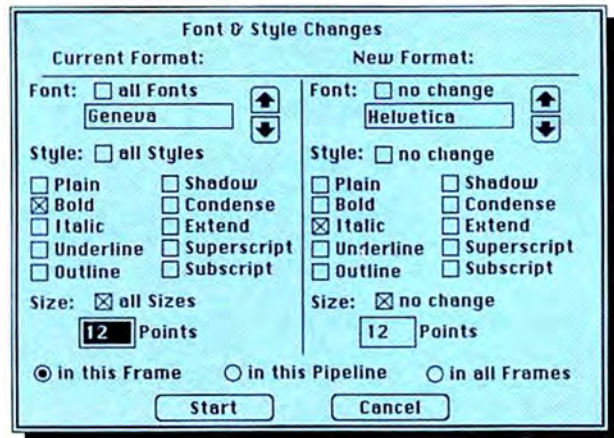 Font & Style Changes
Current Format: New Format:
Font: all Fonts
Geneva
Style: all Styles
Plain Shadow
Bold Condense
Italic Extend
Underline Superscript
Outline Subscript
Size: all Sizes
12 Points
Font: no change
Helvetica
Style: no change
Plain Shadow
Bold Condense
Italic Extend
Underline Superscript
Outline Subscript
Size: no change
12 Points
in this Frame in this Pipeline in all Frames
Start Cancel